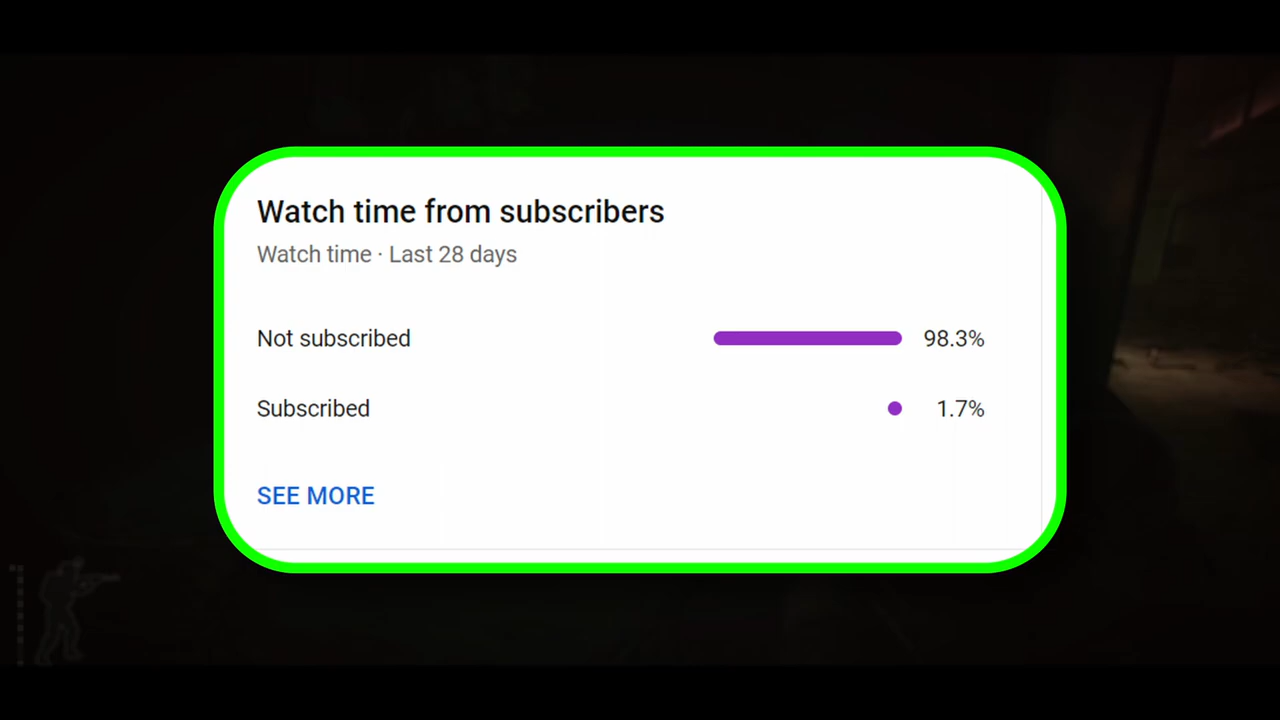 Watch time from subscribers
Watch time · Last 28 days
Not subscribed 98.3%
Subscribed 1.7%
SEE MORE